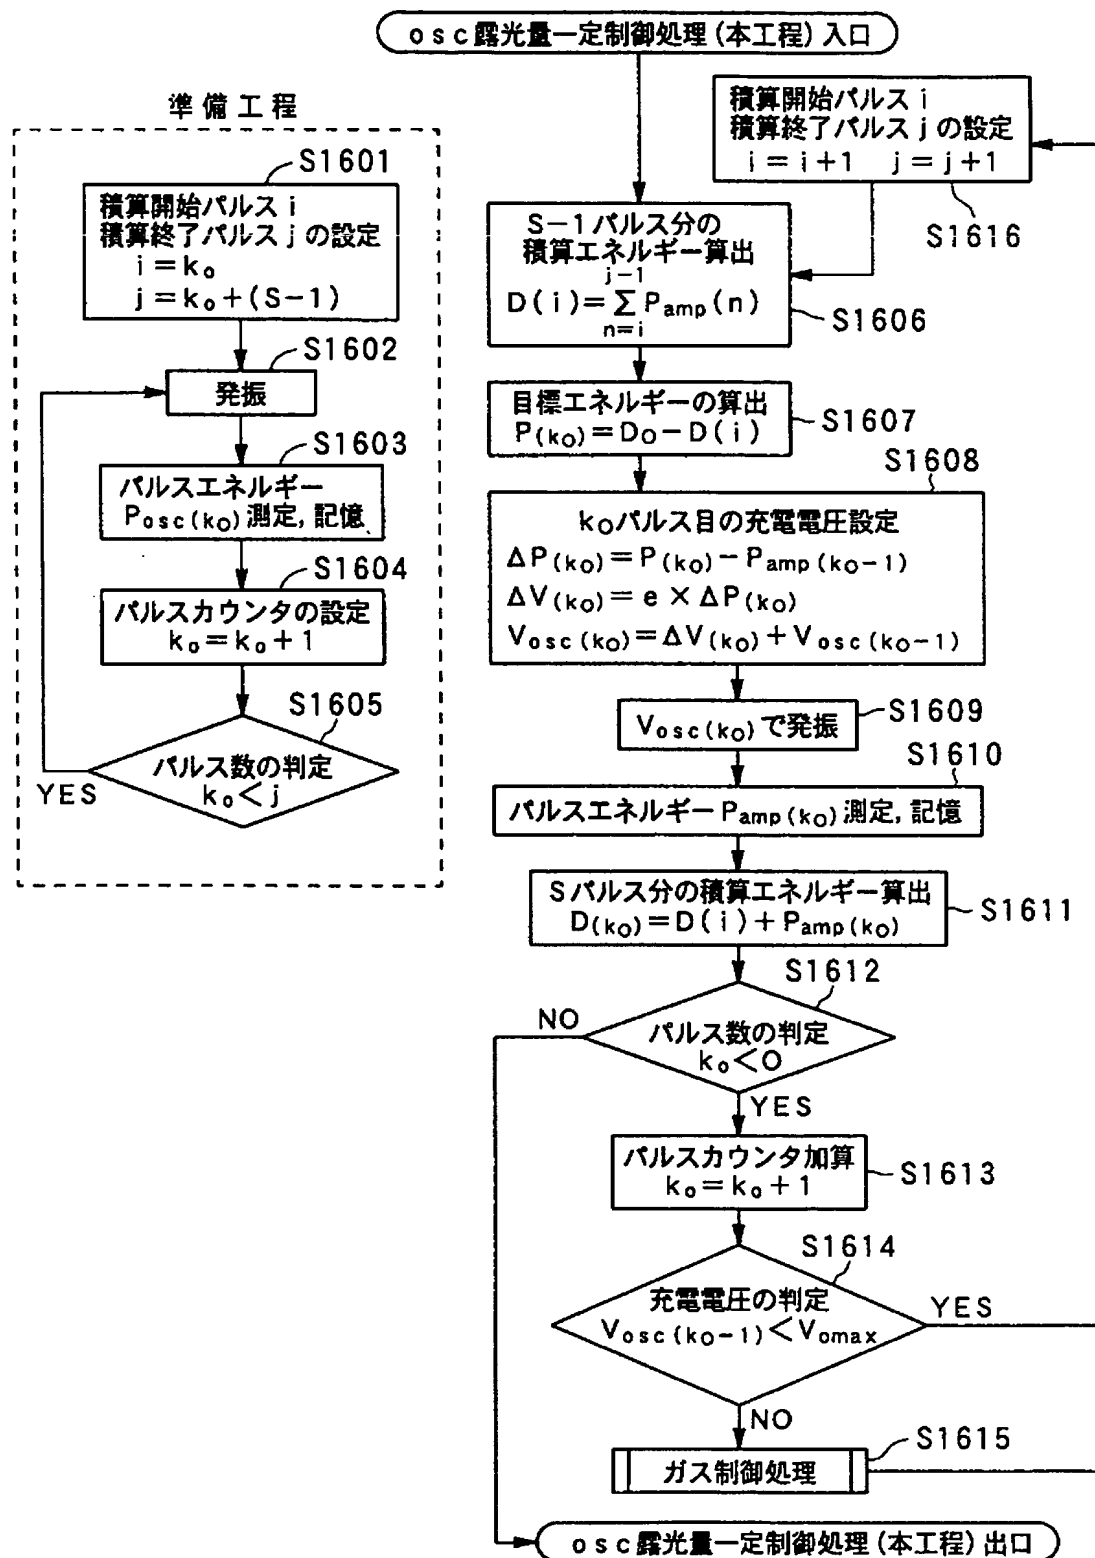 osc露光量一定制御処理(本工程)入口
準備工程
S1601
積算開始パルスi
積算終了パルスjの設定
i=k₀
j=k₀+(S-1)
S1602
発振
S1603
パルスエネルギー
Posc(k₀)測定,記憶
S1604
パルスカウンタの設定
k₀=k₀+1
S1605
パルス数の判定
k₀<j
YES
積算開始パルスi
積算終了パルスjの設定
i=i+1 j=j+1
S1616
S-1パルス分の
積算エネルギー算出
j-1
D(i)=ΣPamp(n)
n=i
S1606
目標エネルギーの算出
P(k₀)=D₀-D(i)
S1607
S1608
k₀パルス目の充電電圧設定
ΔP(k₀)=P(k₀)-Pamp(k₀-1)
ΔV(k₀)=e×ΔP(k₀)
Vosc(k₀)=ΔV(k₀)+Vosc(k₀-1)
Vosc(k₀)で発振
S1609
S1610
パルスエネルギーPamp(k₀)測定,記憶
Sパルス分の積算エネルギー算出
D(k₀)=D(i)+Pamp(k₀)
S1611
S1612
NO
パルス数の判定
k₀<0
YES
パルスカウンタ加算
k₀=k₀+1
S1613
S1614
充電電圧の判定
Vosc(k₀-1)<Vomax
YES
NO
ガス制御処理
S1615
osc露光量一定制御処理(本工程)出口